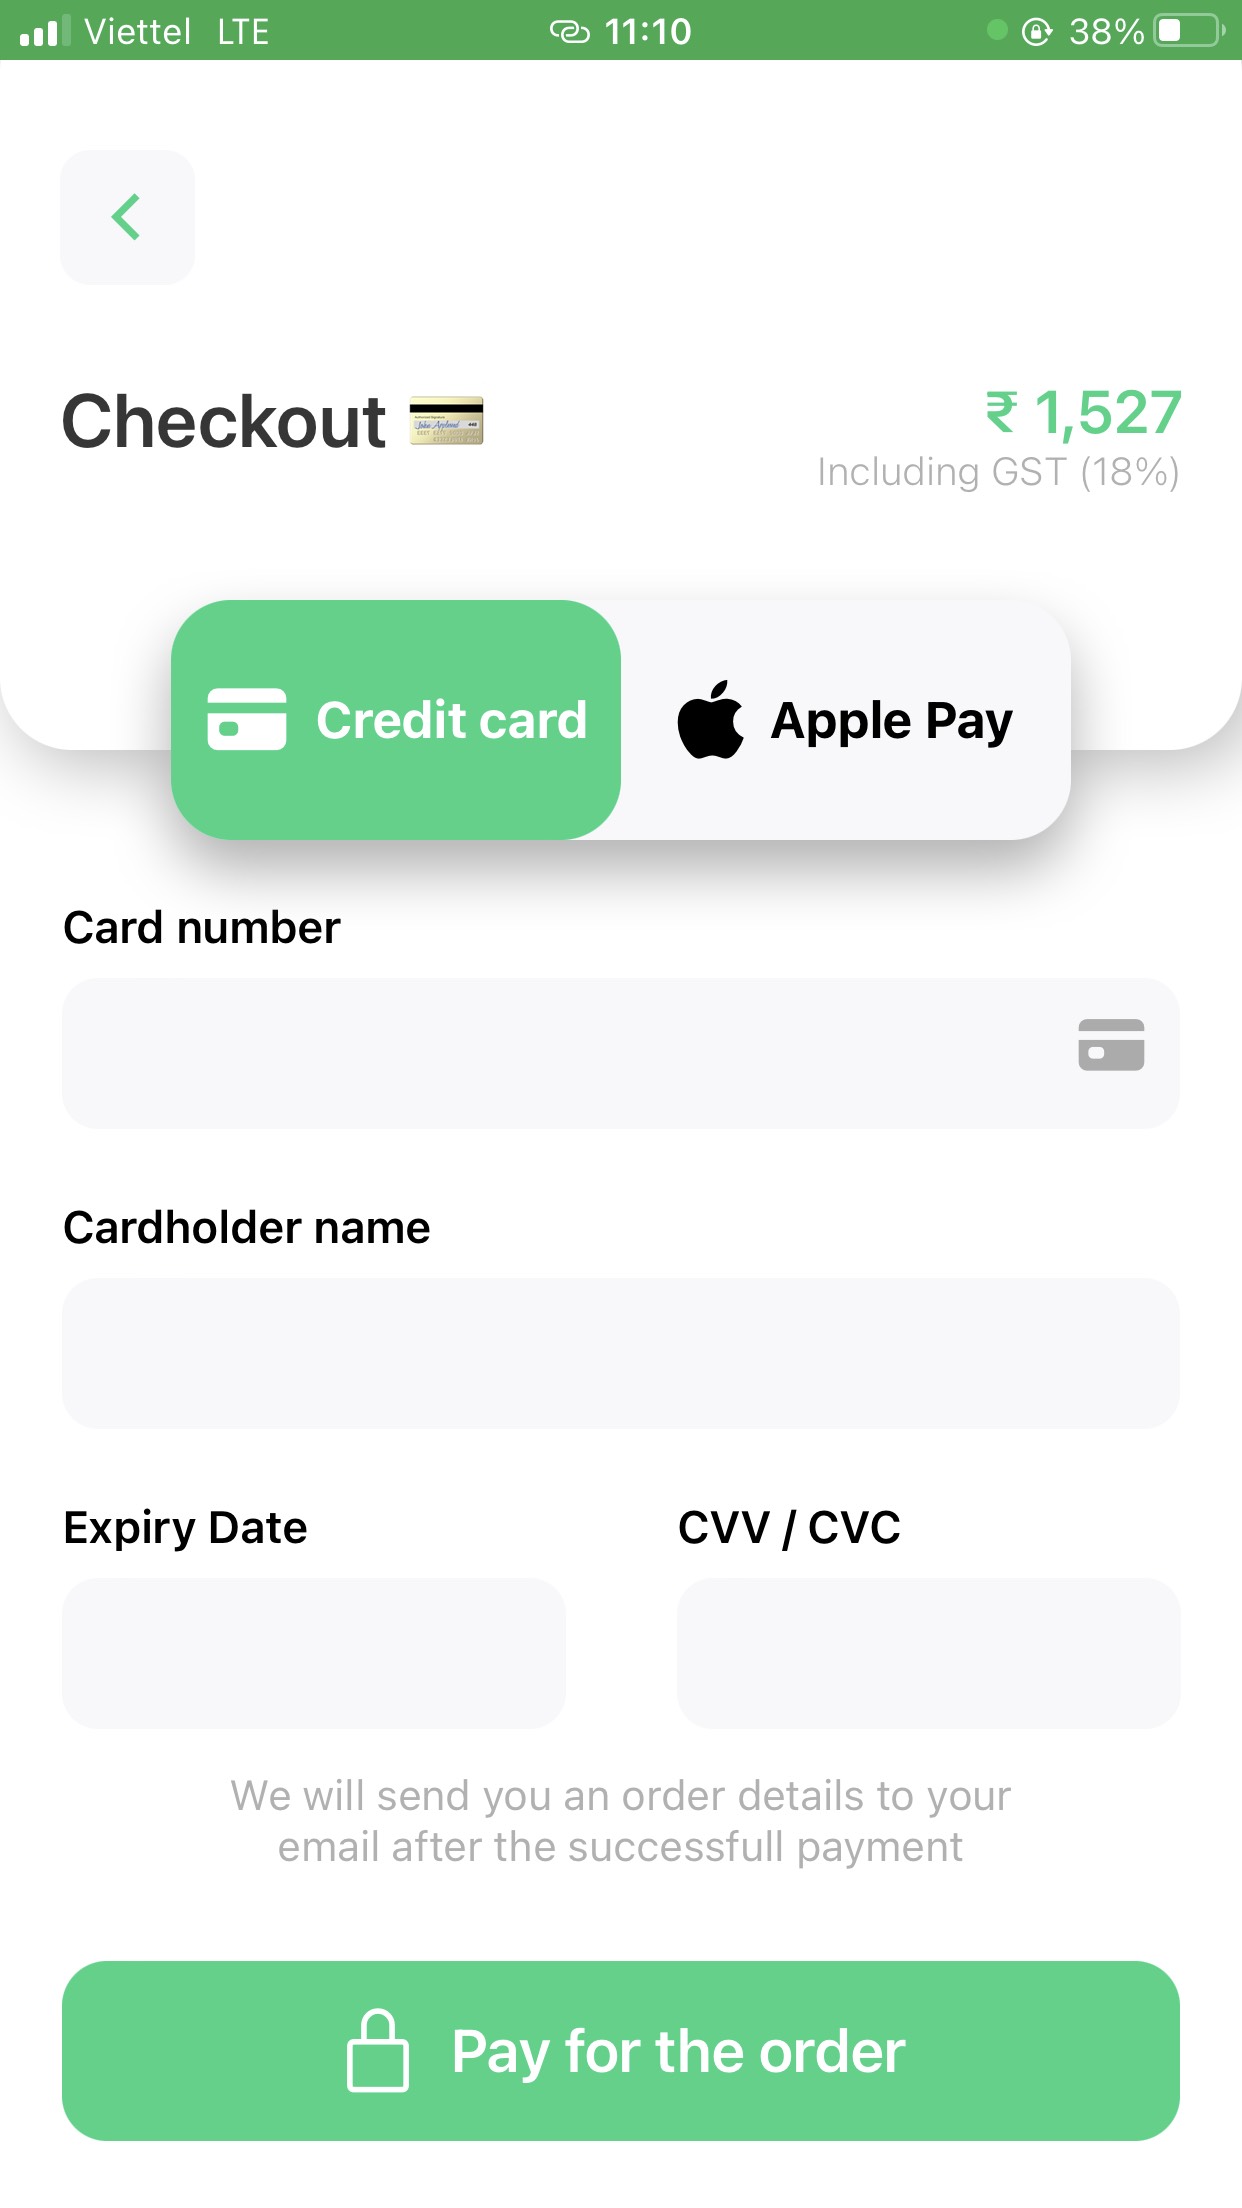 Viettel LTE 11:10 38%
Checkout
₹ 1,527
Including GST (18%)
Credit card
Apple Pay
Card number
Cardholder name
Expiry Date
CVV / CVC
We will send you an order details to your
email after the successfull payment
Pay for the order